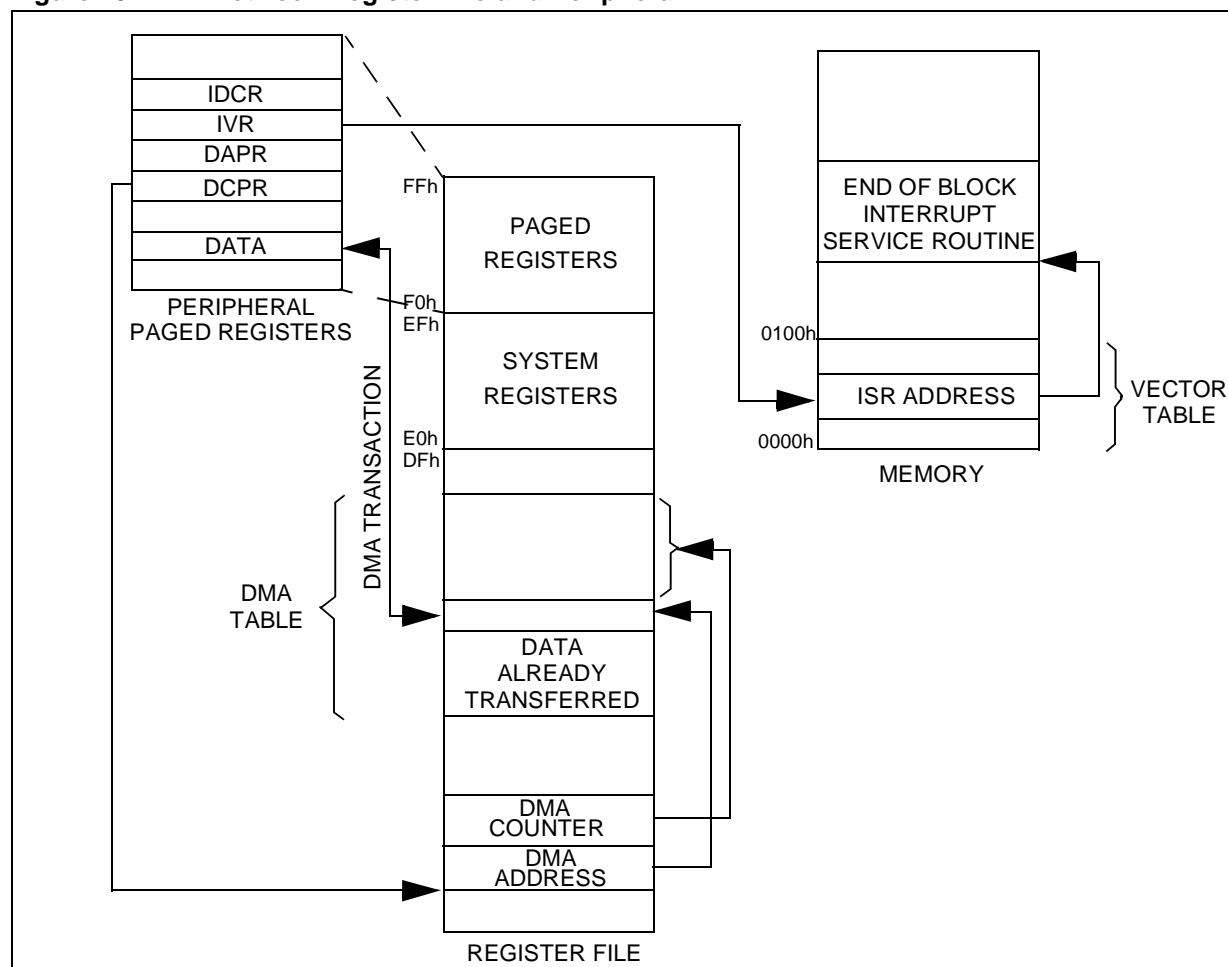 IDCR
IVR
DAPR
DCPR
DATA
PERIPHERAL
PAGED REGISTERS
DMA TRANSACTION
DMA
TABLE
FFh
F0h
EFh
E0h
DFh
PAGED
REGISTERS
SYSTEM
REGISTERS
DATA
ALREADY
TRANSFERRED
DMA
COUNTER
DMA
ADDRESS
REGISTER FILE
END OF BLOCK
INTERRUPT
SERVICE ROUTINE
0100h
ISR ADDRESS
0000h
MEMORY
VECTOR
TABLE